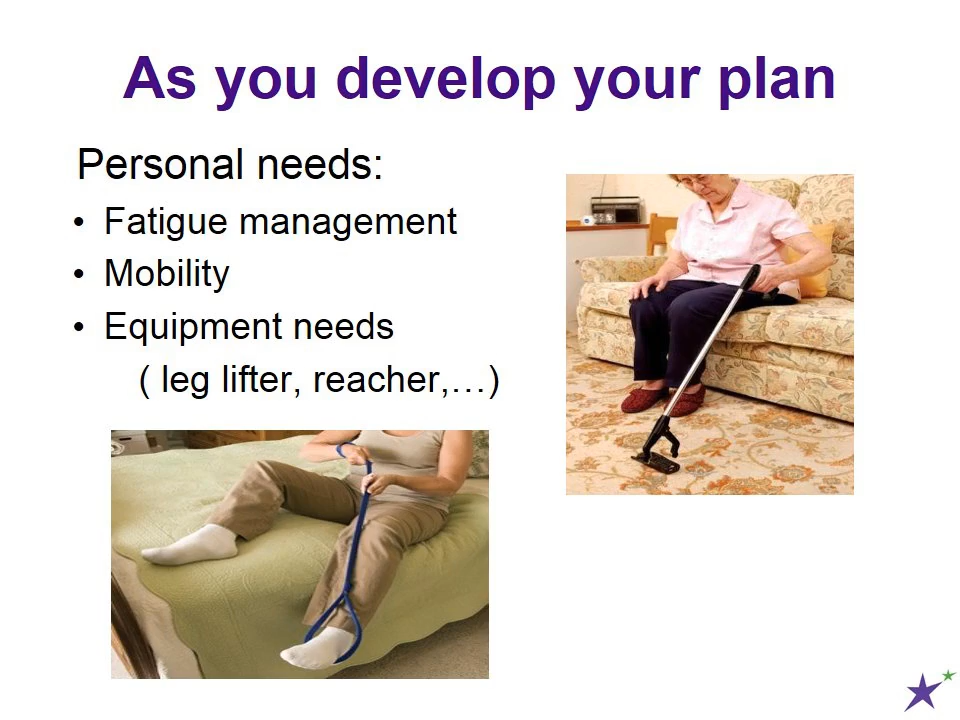 As you develop your plan
Personal needs:
• Fatigue management
• Mobility
• Equipment needs
( leg lifter, reacher,…)